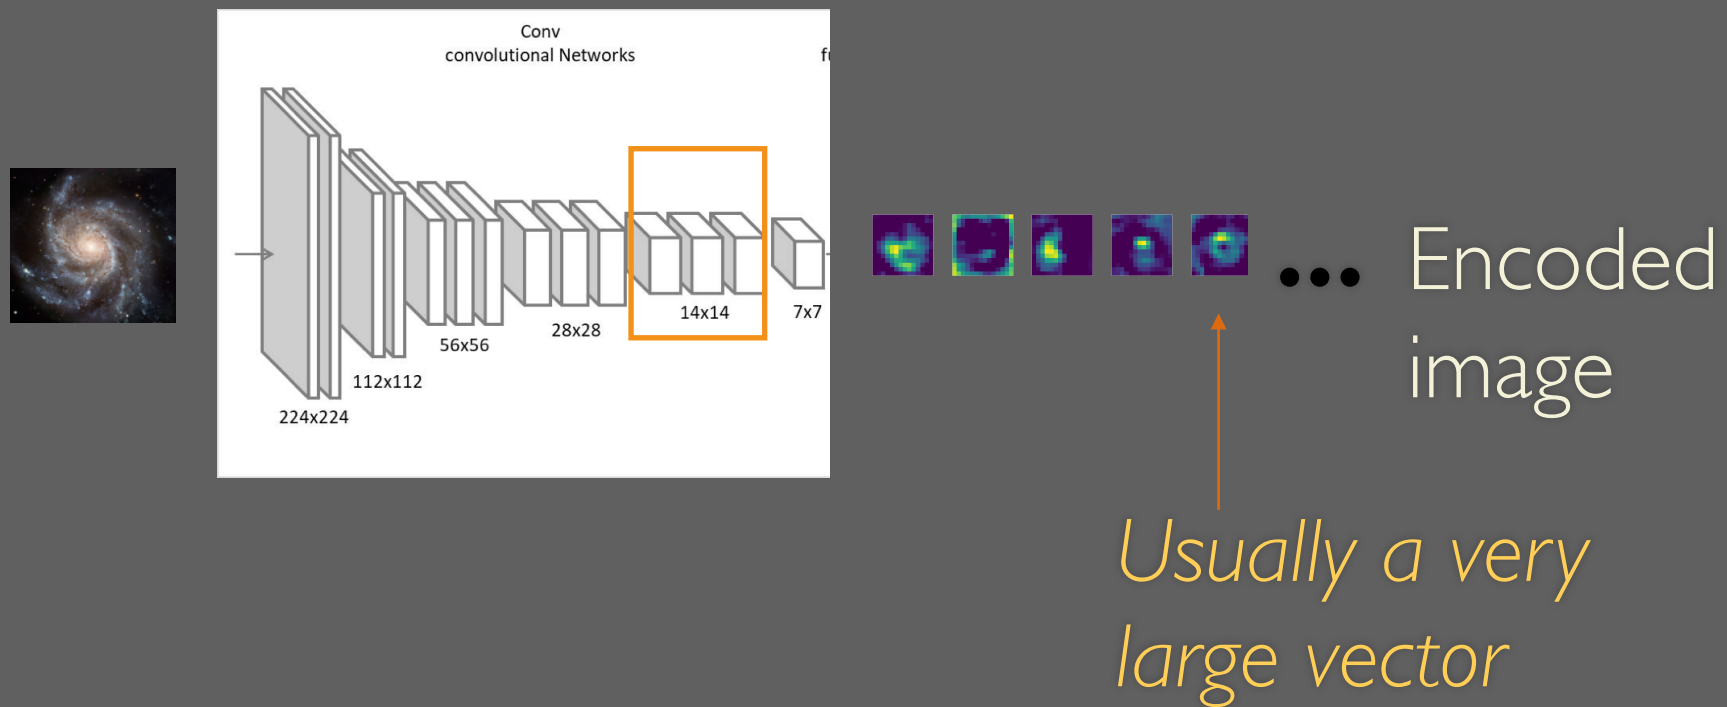 Conv
convolutional Networks
224x224
112x112
56x56
28x28
14x14
7x7
Encoded
image
Usually a very
large vector